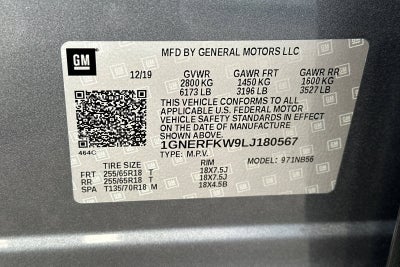 GM
MFD BY GENERAL MOTORS LLC
12/19 GVWR GAWR FRT GAWR RR
2800 KG 1450 KG 1600 KG
6173 LB 3196 LB 3527 LB
THIS VEHICLE CONFORMS TO ALL
APPLICABLE U.S. FEDERAL MOTOR
VEHICLE SAFETY STANDARDS IN EFFECT
ON THE DATE OF MANUFACTURE
SHOWN ABOVE.
464C 1GNERFKW9LJ180567
TYPE: M.P.V. MODEL: 971NB56
TIRE SIZE RIM
FRT 255/65R18 T 18X7.5J
RR 255/65R18 T 18X7.5J
SPA T135/70R18 M 18X4.5B